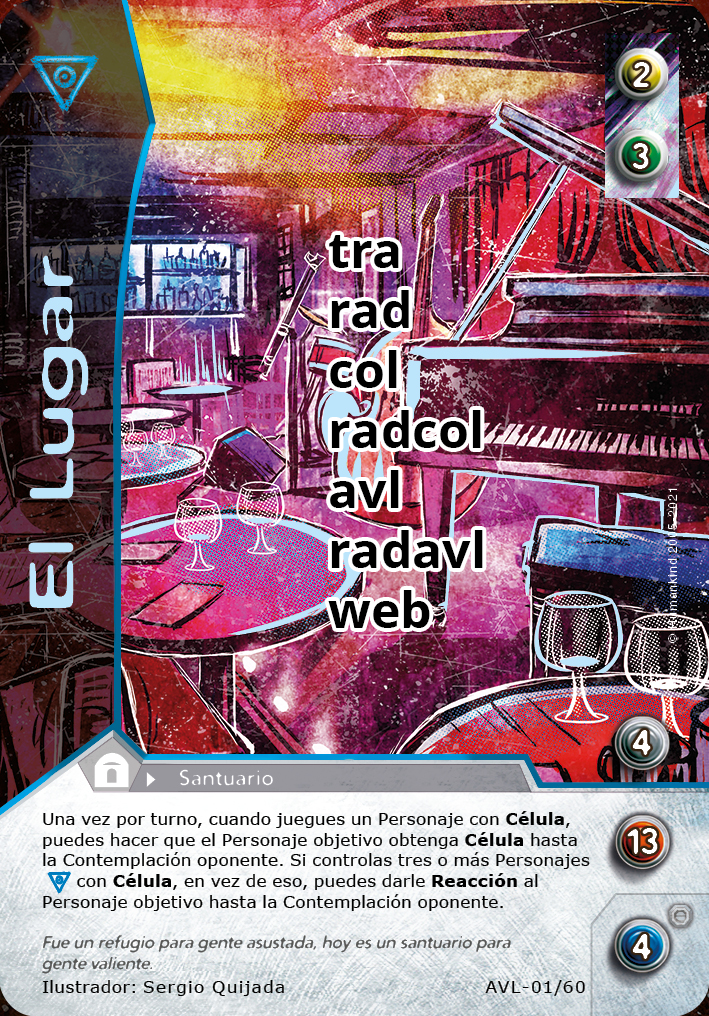 El Lugar
2
3
tra
rad
col
radcol
avl
radavl
web
© Humankind 2005-2021
4
Santuario
13
4
Una vez por turno, cuando juegues un Personaje con Célula,
puedes hacer que el Personaje objetivo obtenga Célula hasta
la Contemplación oponente. Si controlas tres o más Personajes
con Célula, en vez de eso, puedes darle Reacción al
Personaje objetivo hasta la Contemplación oponente.
Fue un refugio para gente asustada, hoy es un santuario para
gente valiente.
Ilustrador: Sergio Quijada
AVL-01/60